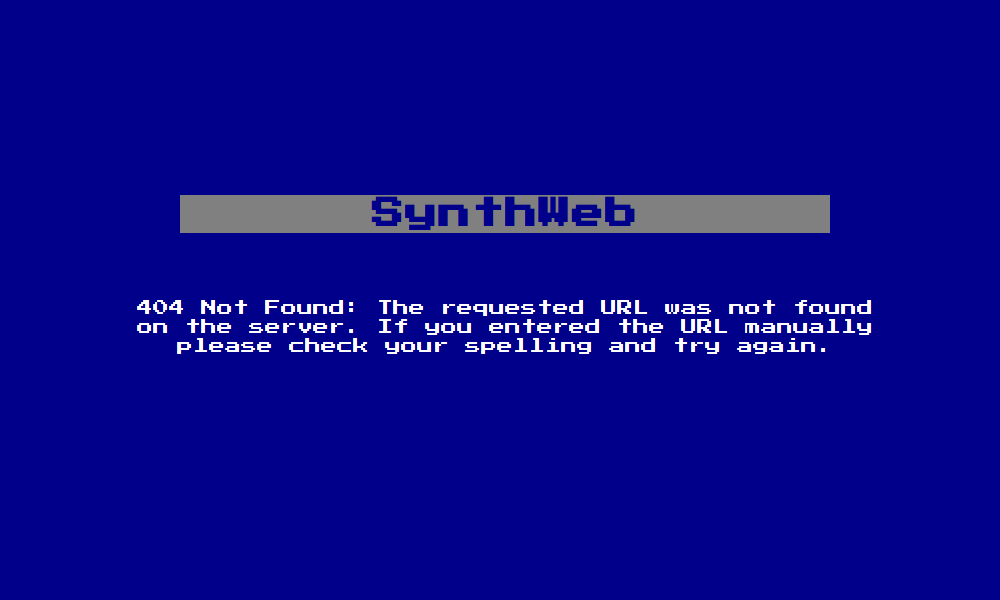 SynthWeb
404 Not Found: The requested URL was not found
on the server. If you entered the URL manually
please check your spelling and try again.